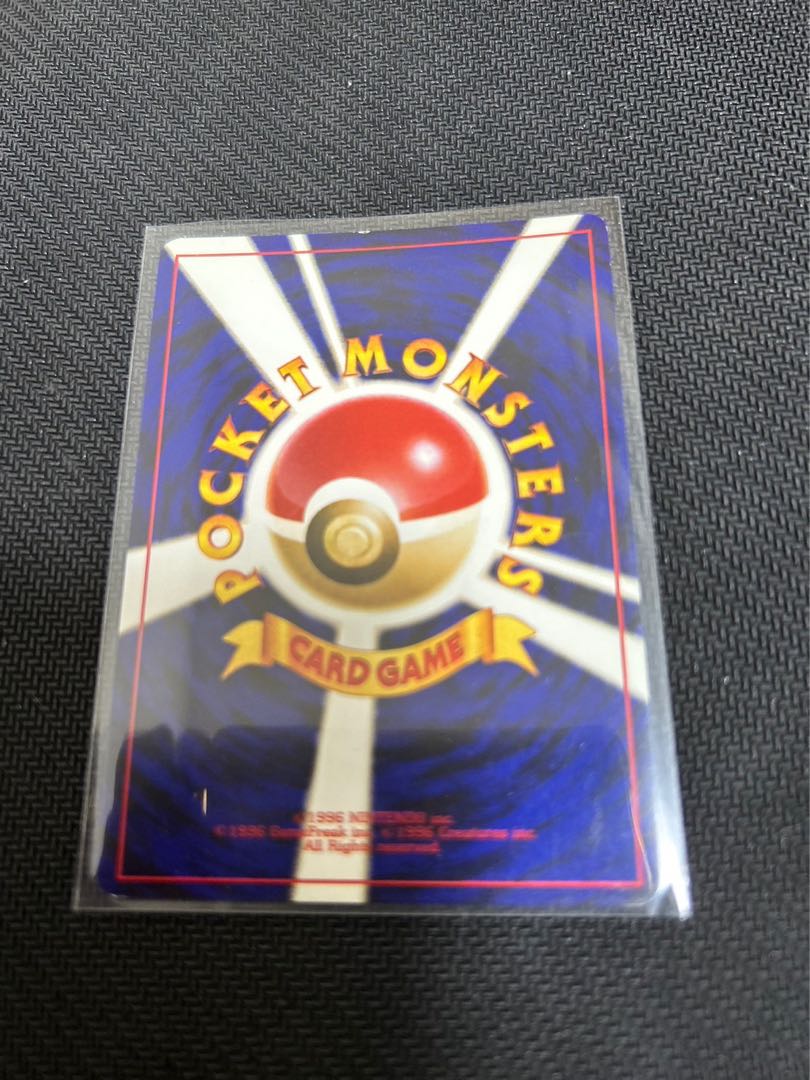 POCKET MONSTERS
CARD GAME
©1996 NINTENDO inc.
©1996 GameFreak inc. ©1996 Creatures inc.
All Rights reserved.